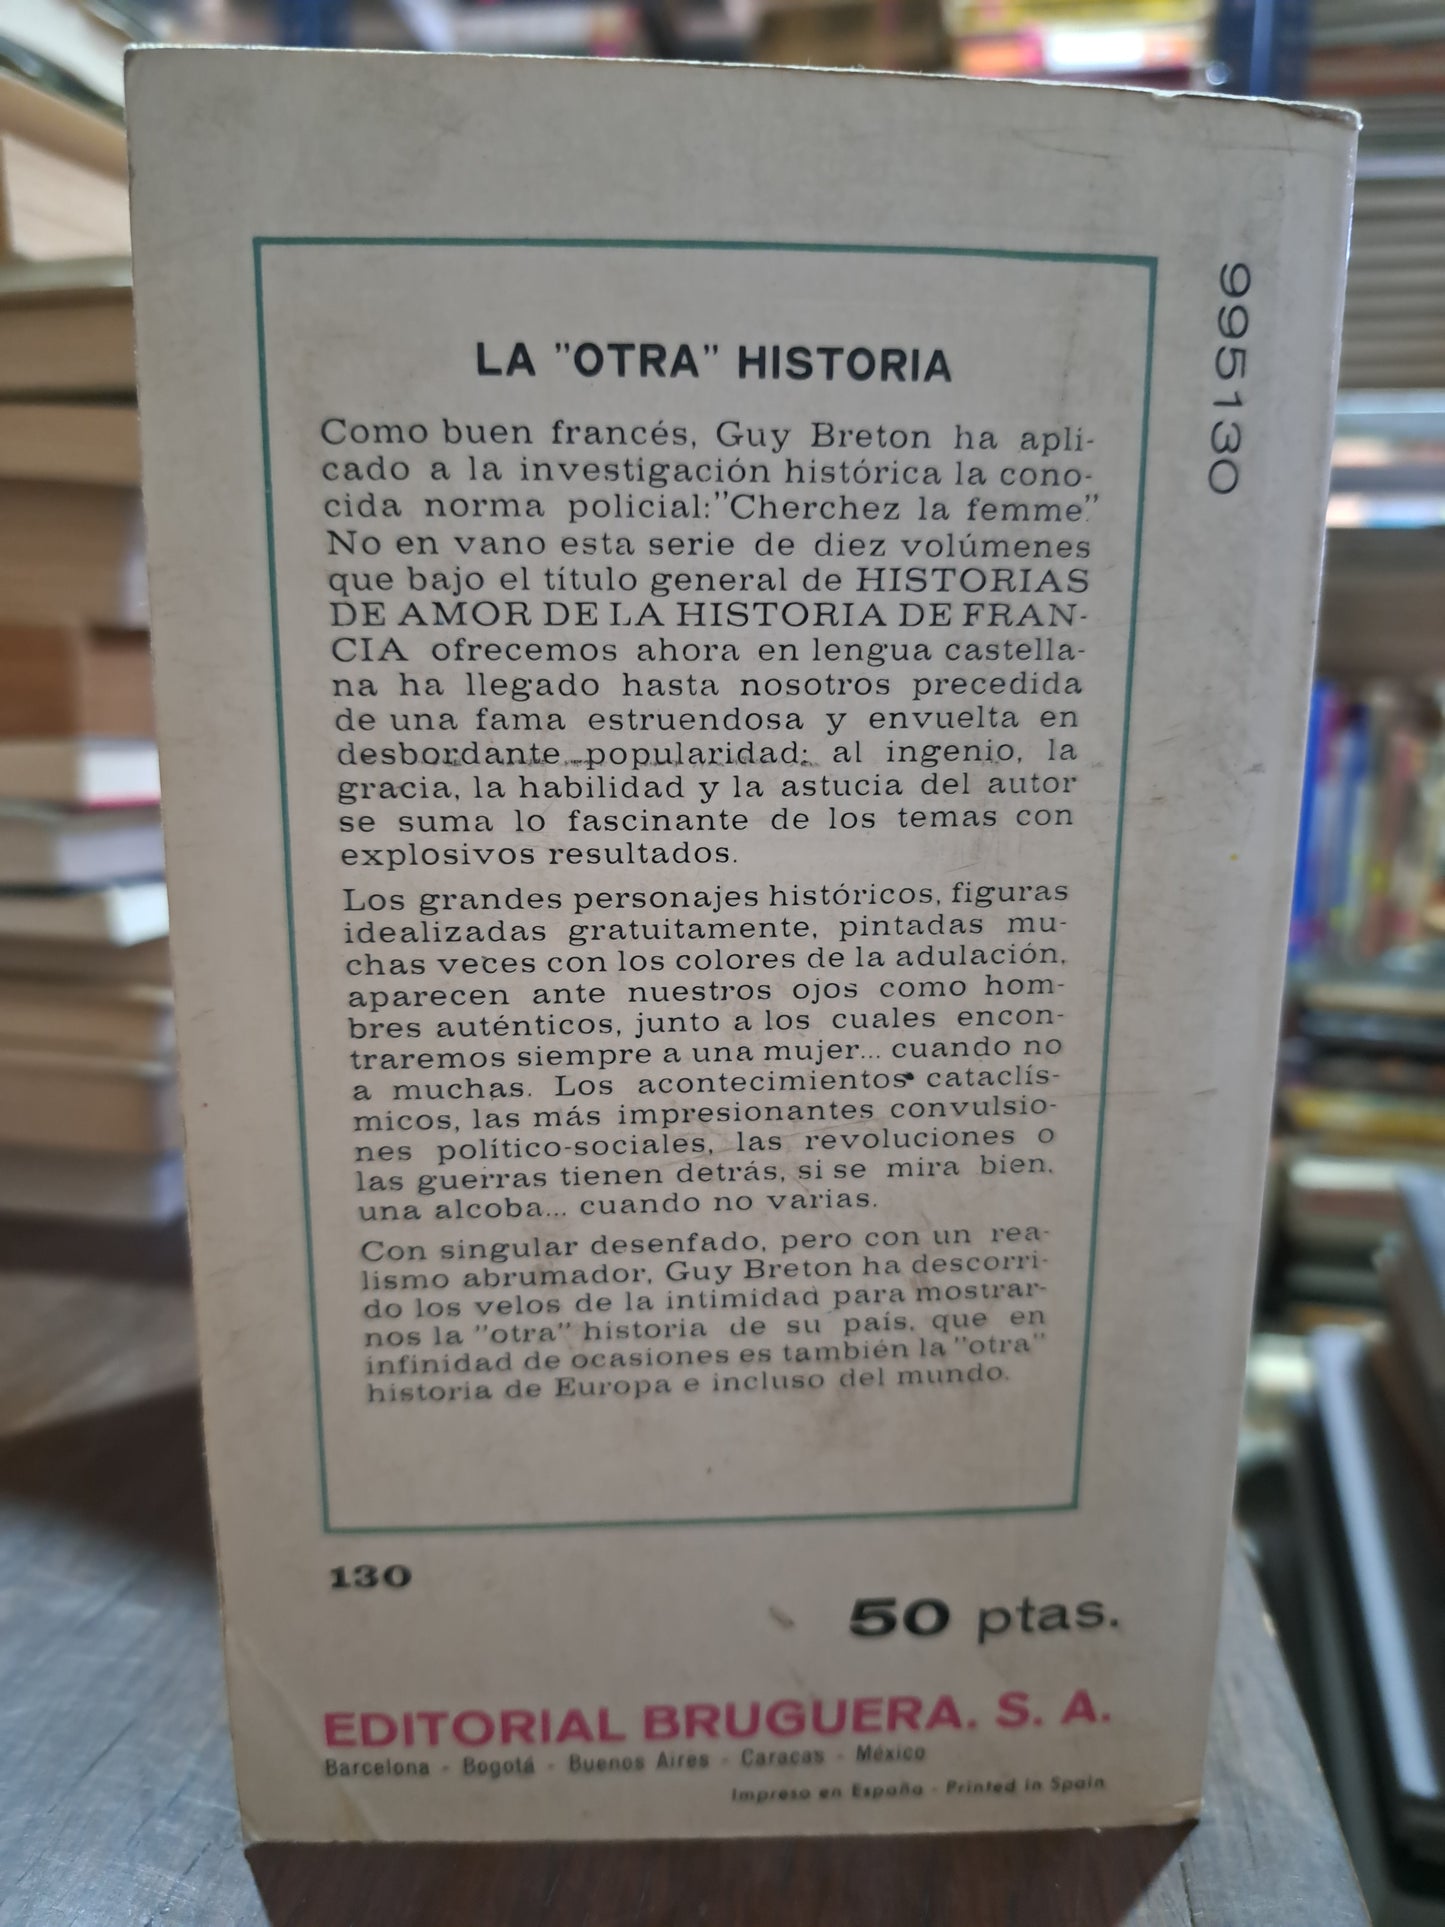 LA "OTRA" HISTORIA
Como buen francés, Guy Breton ha apli-
cado a la investigación histórica la cono-
cida norma policial:"Cherchez la femme."
No en vano esta serie de diez volúmenes
que bajo el título general de HISTORIAS
DE AMOR DE LA HISTORIA DE FRAN-
CIA ofrecemos ahora en lengua castella-
na ha llegado hasta nosotros precedida
de una fama estruendosa y envuelta en
desbordante popularidad; al ingenio, la
gracia, la habilidad y la astucia del autor
se suma lo fascinante de los temas con
explosivos resultados.
Los grandes personajes históricos, figuras
idealizadas gratuitamente, pintadas mu-
chas veces con los colores de la adulación,
aparecen ante nuestros ojos como hom-
bres auténticos, junto a los cuales encon-
traremos siempre a una mujer... cuando no
a muchas. Los acontecimientos cataclís-
micos, las más impresionantes convulsio-
nes político-sociales, las revoluciones o
las guerras tienen detrás, si se mira bien,
una alcoba... cuando no varias.
Con singular desenfado, pero con un rea-
lismo abrumador, Guy Breton ha descorri-
do los velos de la intimidad para mostrar-
nos la "otra" historia de su país, que en
infinidad de ocasiones es también la "otra"
historia de Europa e incluso del mundo.
995130
130
50 ptas.
EDITORIAL BRUGUERA. S. A.
Barcelona - Bogotá - Buenos Aires - Caracas - México
Impreso en España - Printed in Spain